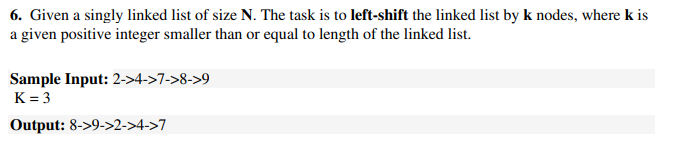 6. Given a singly linked list of size N. The task is to left-shift the linked list by k nodes, where k is
a given positive integer smaller than or equal to length of the linked list.
Sample Input: 2->4->7->8->9
K = 3
Output: 8->9->2->4->7